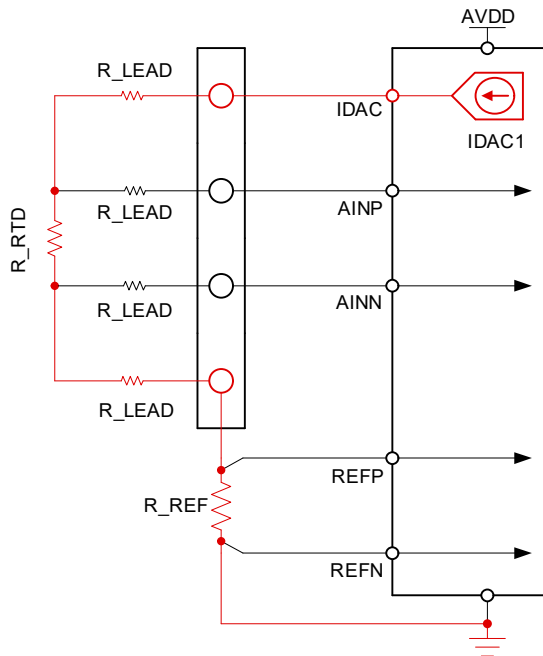 AVDD
R_LEAD
IDAC
IDAC1
R_LEAD
AINP
R_RTD
R_LEAD
AINN
R_LEAD
REFP
R_REF
REFN